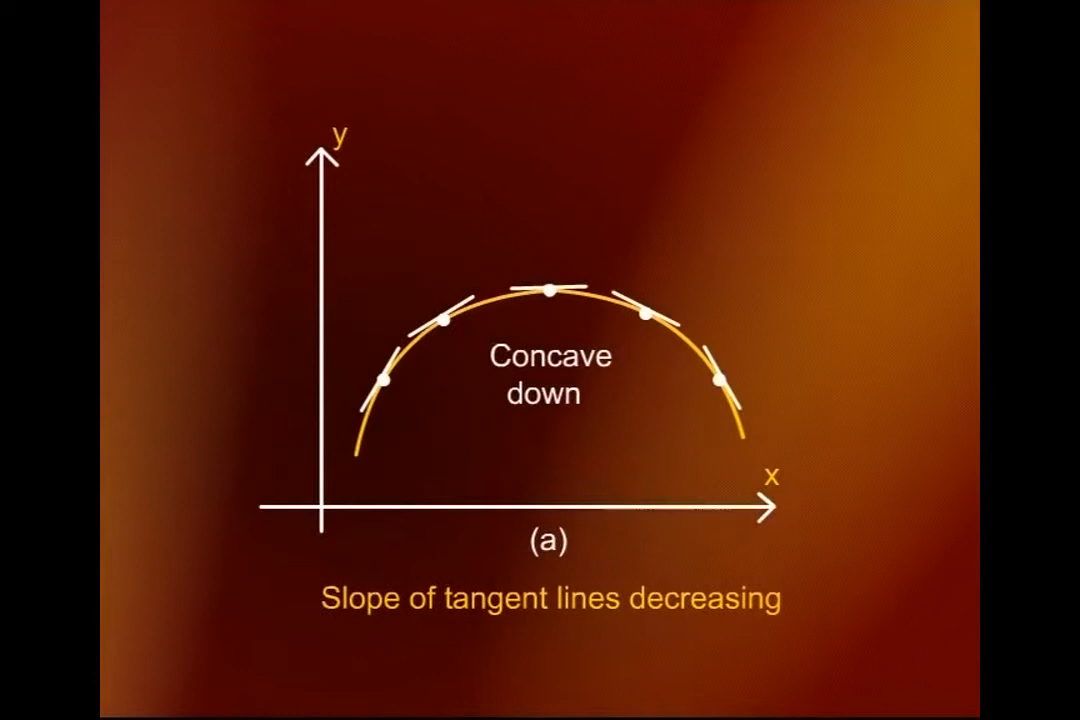 y
Concave
down
x
(a)
Slope of tangent lines decreasing